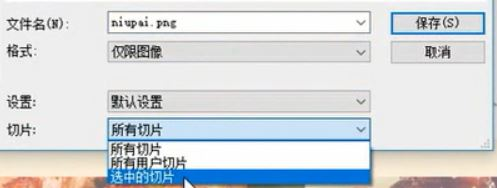 文件名(N): niupai.png 保存(S)
格式: 仅限图像 取消
设置: 默认设置
切片: 所有切片
所有切片
所有用户切片
选中的切片